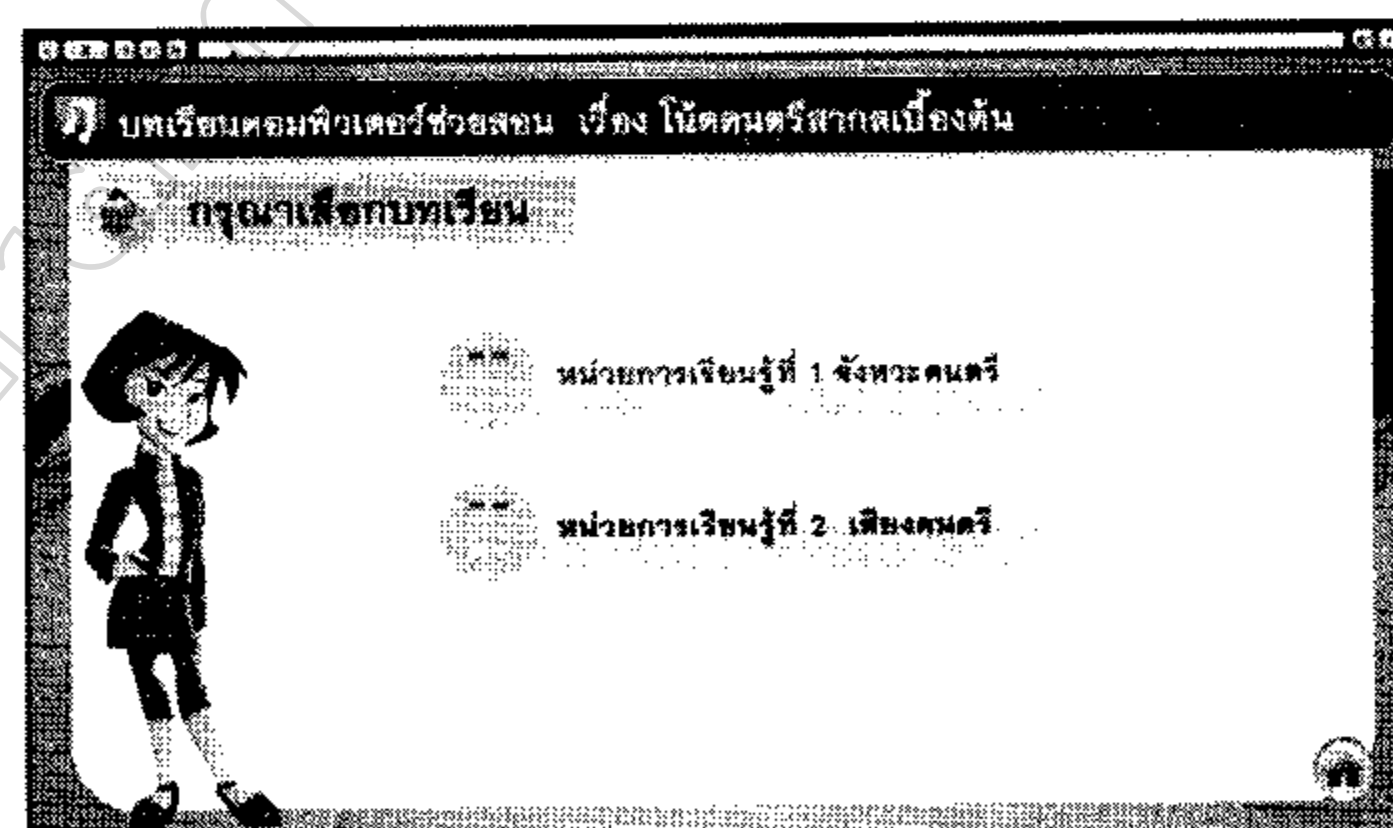 บทเรียนคอมพิวเตอร์ช่วยสอน เรื่อง โน้ตดนตรีสากลเบื้องต้น
กรุณาเลือกบทเรียน
หน่วยการเรียนรู้ที่ 1 จังหวะดนตรี
หน่วยการเรียนรู้ที่ 2 เสียงดนตรี